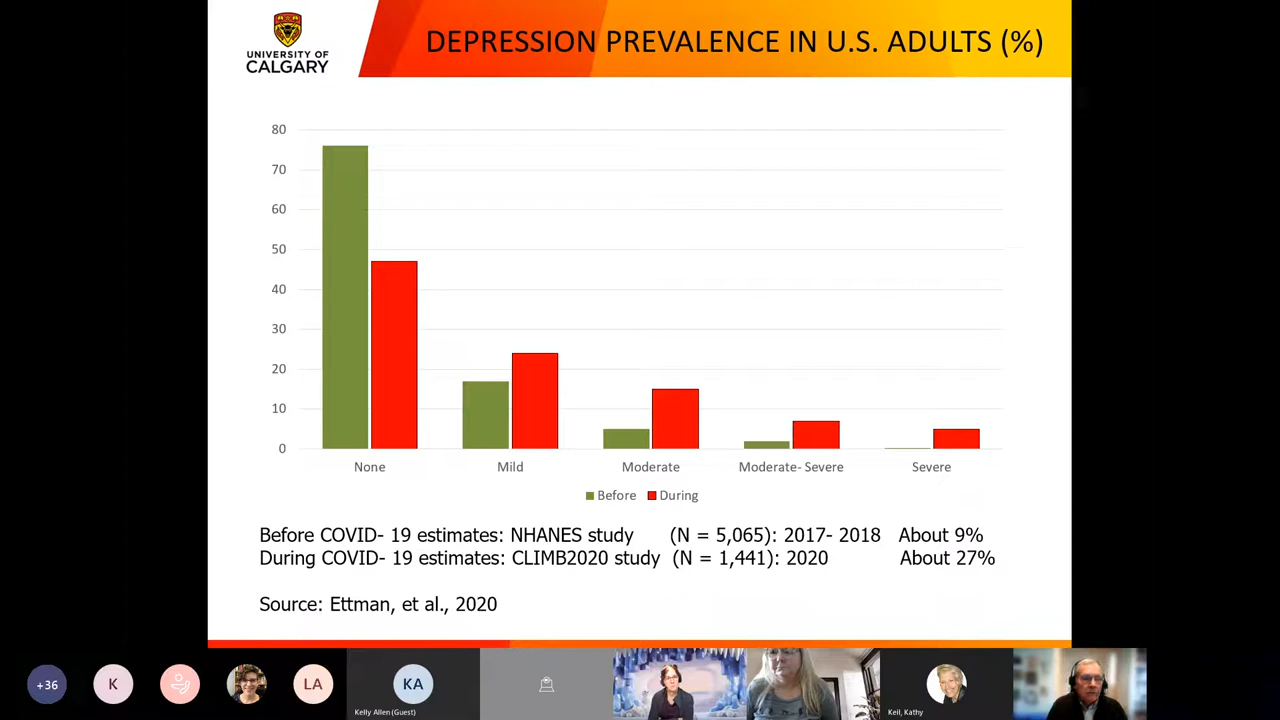 UNIVERSITY OF
CALGARY
DEPRESSION PREVALENCE IN U.S. ADULTS (%)
80
70
60
50
40
30
20
10
0
None Mild Moderate Moderate- Severe Severe
Before During
Before COVID- 19 estimates: NHANES study (N = 5,065): 2017- 2018 About 9%
During COVID- 19 estimates: CLIMB2020 study (N = 1,441): 2020 About 27%
Source: Ettman, et al., 2020
+36 K LA KA
Kelly Allen (Guest) Keil, Kathy